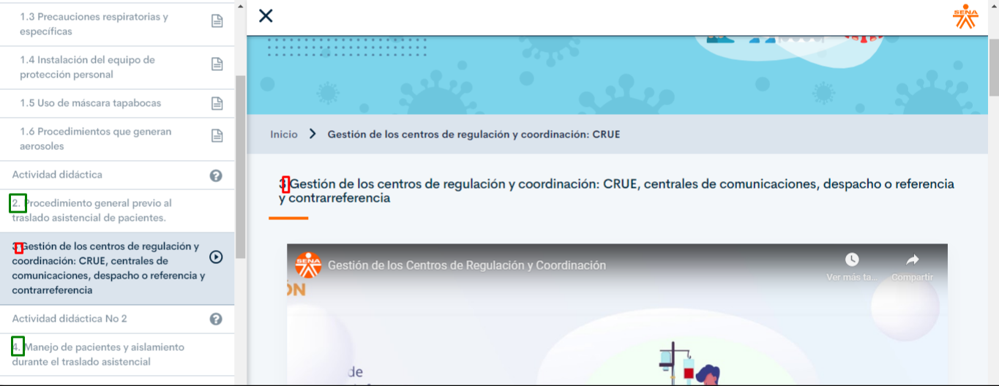 1.3 Precauciones respiratorias y
específicas
1.4 Instalación del equipo de
protección personal
1.5 Uso de máscara tapabocas
1.6 Procedimientos que generan
aerosoles
Actividad didáctica
2. Procedimiento general previo al
traslado asistencial de pacientes.
3 Gestión de los centros de regulación y
coordinación: CRUE, centrales de
comunicaciones, despacho o referencia y
contrarreferencia
Actividad didáctica No 2
4. Manejo de pacientes y aislamiento
durante el traslado asistencial
SENA
Inicio > Gestión de los centros de regulación y coordinación: CRUE
3 Gestión de los centros de regulación y coordinación: CRUE, centrales de comunicaciones, despacho o referencia
y contrarreferencia
SENA Gestión de los Centros de Regulación y Coordinación
Ver más ta... Compartir
ÓN
de